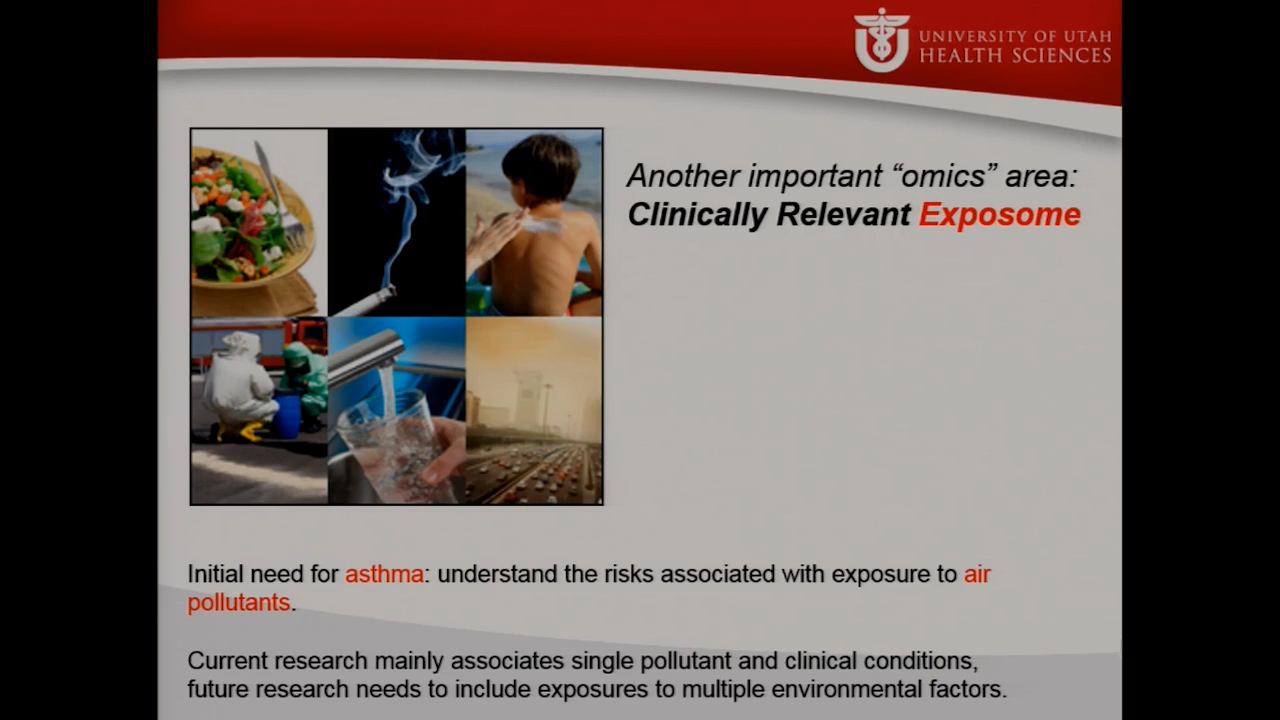 UNIVERSITY OF UTAH
HEALTH SCIENCES
Another important “omics” area:
Clinically Relevant Exposome
Initial need for asthma: understand the risks associated with exposure to air
pollutants.
Current research mainly associates single pollutant and clinical conditions,
future research needs to include exposures to multiple environmental factors.